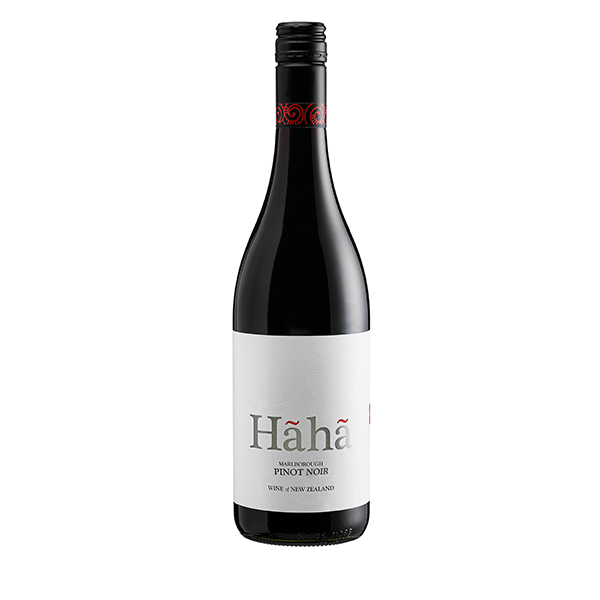 Hãhã
MARLBOROUGH
PINOT NOIR
WINE of NEW ZEALAND